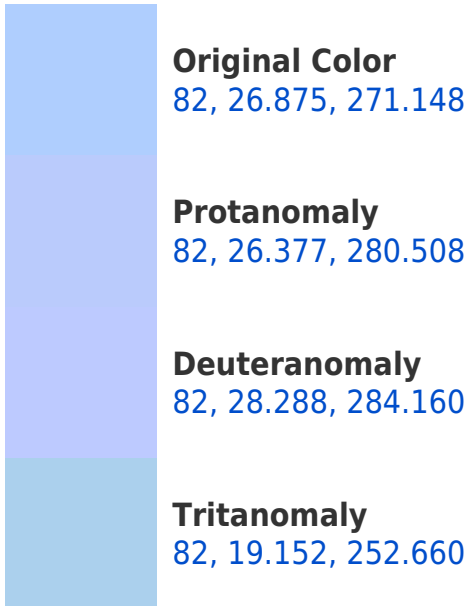 Original Color
82, 26.875, 271.148
Protanomaly
82, 26.377, 280.508
Deuteranomaly
82, 28.288, 284.160
Tritanomaly
82, 19.152, 252.660